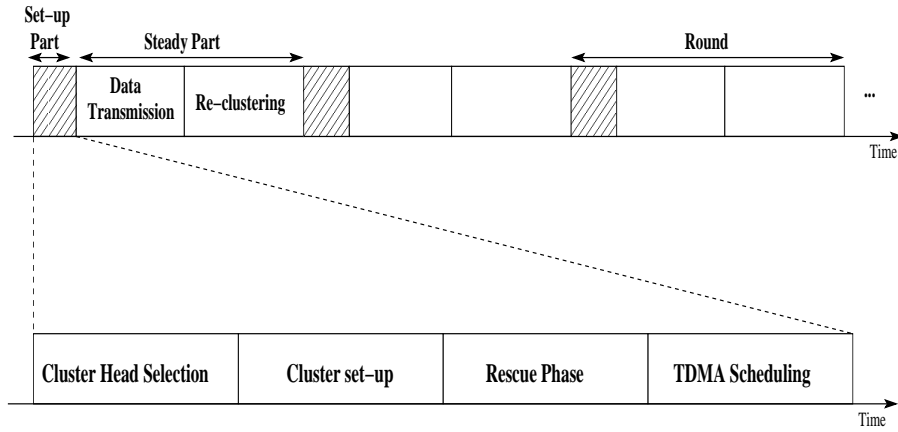 Set-up
Part
Steady Part
Round
Data
Transmission
Re-clustering
...
Time
Cluster Head Selection
Cluster set-up
Rescue Phase
TDMA Scheduling
Time